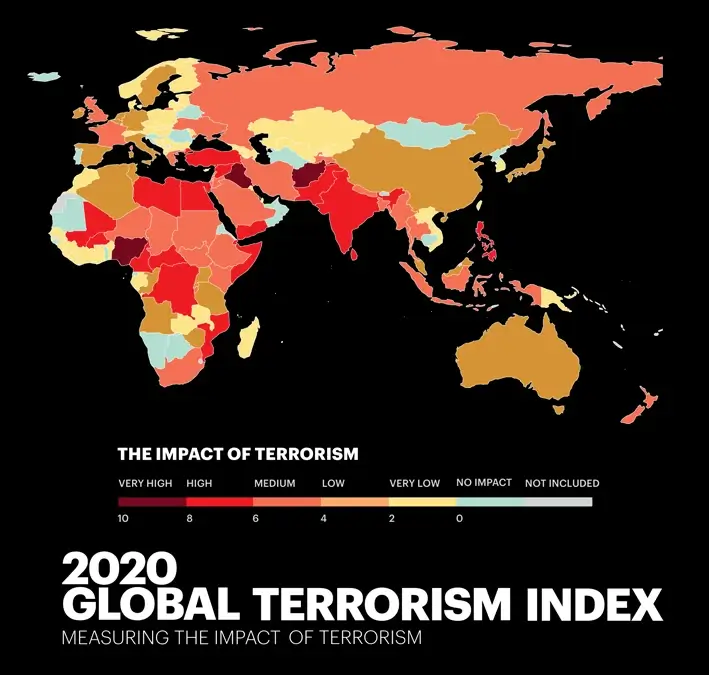 THE IMPACT OF TERRORISM
VERY HIGH HIGH MEDIUM LOW VERY LOW NO IMPACT NOT INCLUDED
10 8 6 4 2 0
2020
GLOBAL TERRORISM INDEX
MEASURING THE IMPACT OF TERRORISM